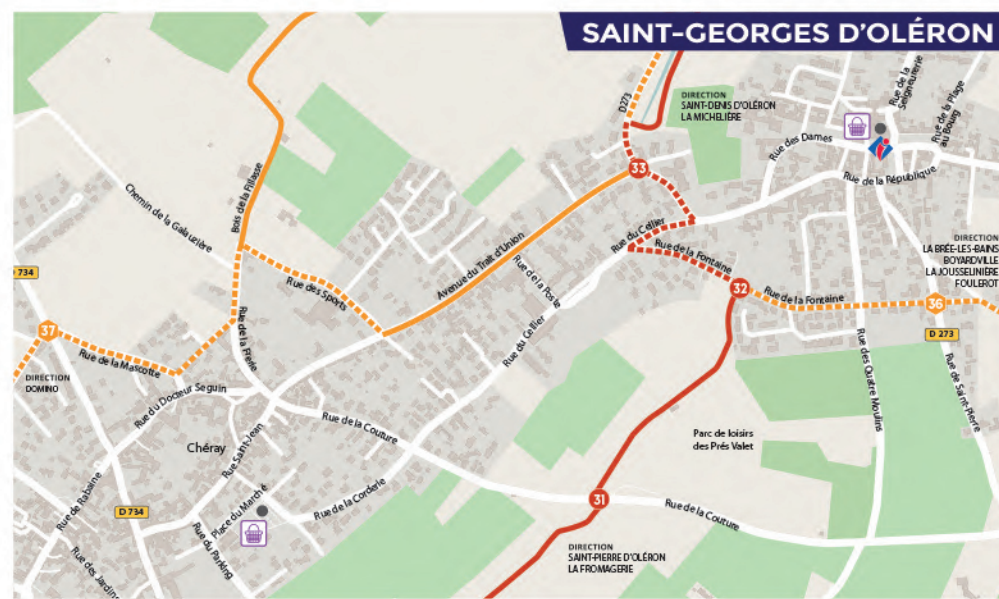 SAINT-GEORGES D'OLÉRON
D273
DIRECTION
SAINT-DENIS D'OLÉRON
LA MICHELIÈRE
Rue de la
Seigneurerie
Rue de la Plage
au Bourg
Rue des Dames
Rue de la République
33
Chemin de la Galauzière
Bois de la Fillasse
Avenue du Trait d'Union
Rue du Cellier
Rue de la Fontaine
DIRECTION
LA BRÉE-LES-BAINS
BOYARDVILLE
LA JOUSSELINIÈRE
FOULEROT
734
Rue des Sports
Rue de la Poste
32
Rue de la Fontaine
36
37
D 273
Rue de la Mascotte
Rue de la Frérie
Rue du Cellier
Rue des Quatre Moulins
Rue de Saint-Pierre
DIRECTION
DOMINO
Rue du Docteur Seguin
Rue de la Couture
Chéray
Rue Saint-Jean
Parc de loisirs
des Prés Valet
Rue de Rabaine
D 734
Place du Marché
Rue de la Corderie
31
Rue de la Couture
Rue du Parking
Rue des Jardins
DIRECTION
SAINT-PIERRE D'OLÉRON
LA FROMAGERIE